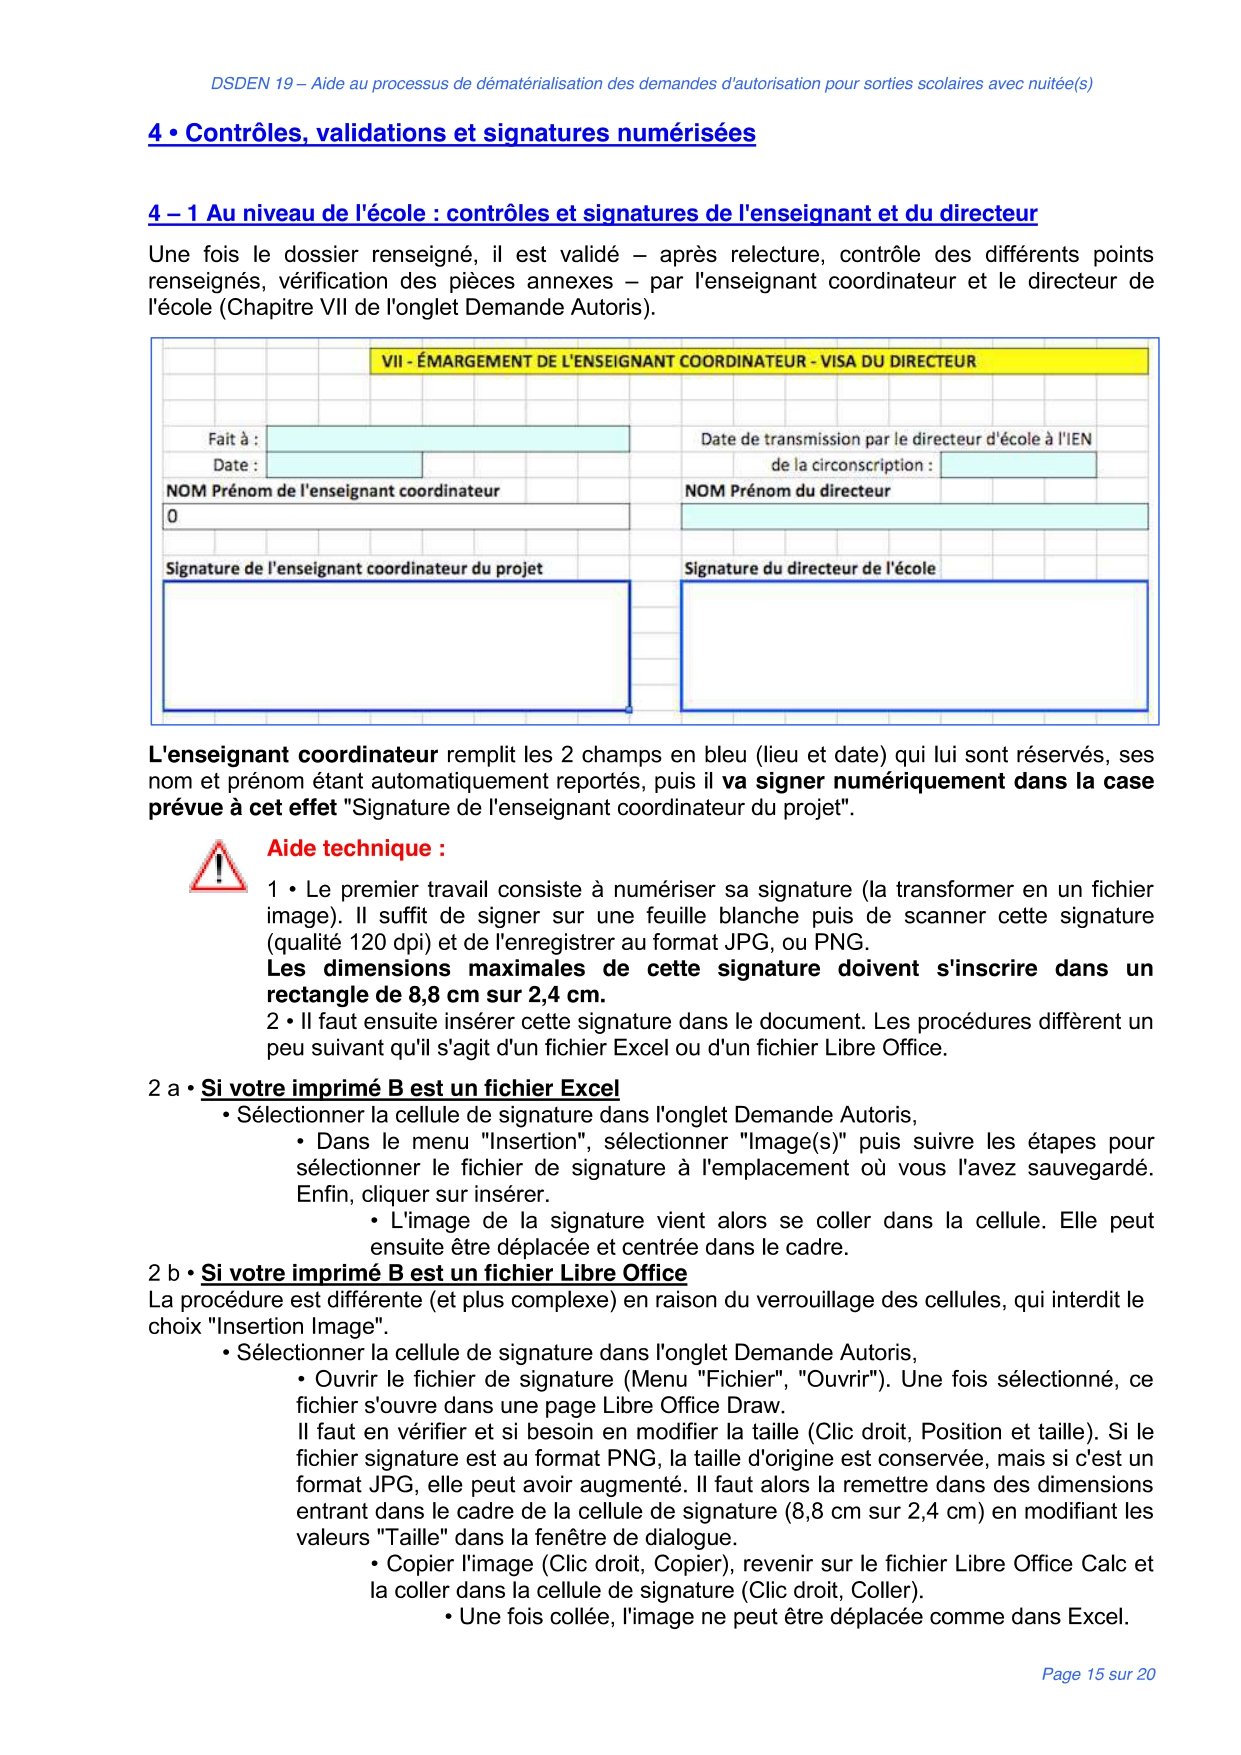 DSDEN 19 – Aide au processus de dématérialisation des demandes d'autorisation pour sorties scolaires avec nuitée(s)
4 • Contrôles, validations et signatures numérisées
4 – 1 Au niveau de l'école : contrôles et signatures de l'enseignant et du directeur
Une fois le dossier renseigné, il est validé – après relecture, contrôle des différents points
renseignés, vérification des pièces annexes – par l'enseignant coordinateur et le directeur de
l'école (Chapitre VII de l'onglet Demande Autoris).
VII - ÉMARGEMENT DE L'ENSEIGNANT COORDINATEUR - VISA DU DIRECTEUR
Fait à :
Date de transmission par le directeur d'école à l'IEN
Date :
de la circonscription :
NOM Prénom de l'enseignant coordinateur
NOM Prénom du directeur
0
Signature de l'enseignant coordinateur du projet
Signature du directeur de l'école
L'enseignant coordinateur remplit les 2 champs en bleu (lieu et date) qui lui sont réservés, ses
nom et prénom étant automatiquement reportés, puis il va signer numériquement dans la case
prévue à cet effet "Signature de l'enseignant coordinateur du projet".
Aide technique :
1 • Le premier travail consiste à numériser sa signature (la transformer en un fichier
image). Il suffit de signer sur une feuille blanche puis de scanner cette signature
(qualité 120 dpi) et de l'enregistrer au format JPG, ou PNG.
Les dimensions maximales de cette signature doivent s'inscrire dans un
rectangle de 8,8 cm sur 2,4 cm.
2 • Il faut ensuite insérer cette signature dans le document. Les procédures diffèrent un
peu suivant qu'il s'agit d'un fichier Excel ou d'un fichier Libre Office.
2 a • Si votre imprimé B est un fichier Excel
• Sélectionner la cellule de signature dans l'onglet Demande Autoris,
• Dans le menu "Insertion", sélectionner "Image(s)" puis suivre les étapes pour
sélectionner le fichier de signature à l'emplacement où vous l'avez sauvegardé.
Enfin, cliquer sur insérer.
• L'image de la signature vient alors se coller dans la cellule. Elle peut
ensuite être déplacée et centrée dans le cadre.
2 b • Si votre imprimé B est un fichier Libre Office
La procédure est différente (et plus complexe) en raison du verrouillage des cellules, qui interdit le
choix "Insertion Image".
• Sélectionner la cellule de signature dans l'onglet Demande Autoris,
• Ouvrir le fichier de signature (Menu "Fichier", "Ouvrir"). Une fois sélectionné, ce
fichier s'ouvre dans une page Libre Office Draw.
Il faut en vérifier et si besoin en modifier la taille (Clic droit, Position et taille). Si le
fichier signature est au format PNG, la taille d'origine est conservée, mais si c'est un
format JPG, elle peut avoir augmenté. Il faut alors la remettre dans des dimensions
entrant dans le cadre de la cellule de signature (8,8 cm sur 2,4 cm) en modifiant les
valeurs "Taille" dans la fenêtre de dialogue.
• Copier l'image (Clic droit, Copier), revenir sur le fichier Libre Office Calc et
la coller dans la cellule de signature (Clic droit, Coller).
• Une fois collée, l'image ne peut être déplacée comme dans Excel.
Page 15 sur 20